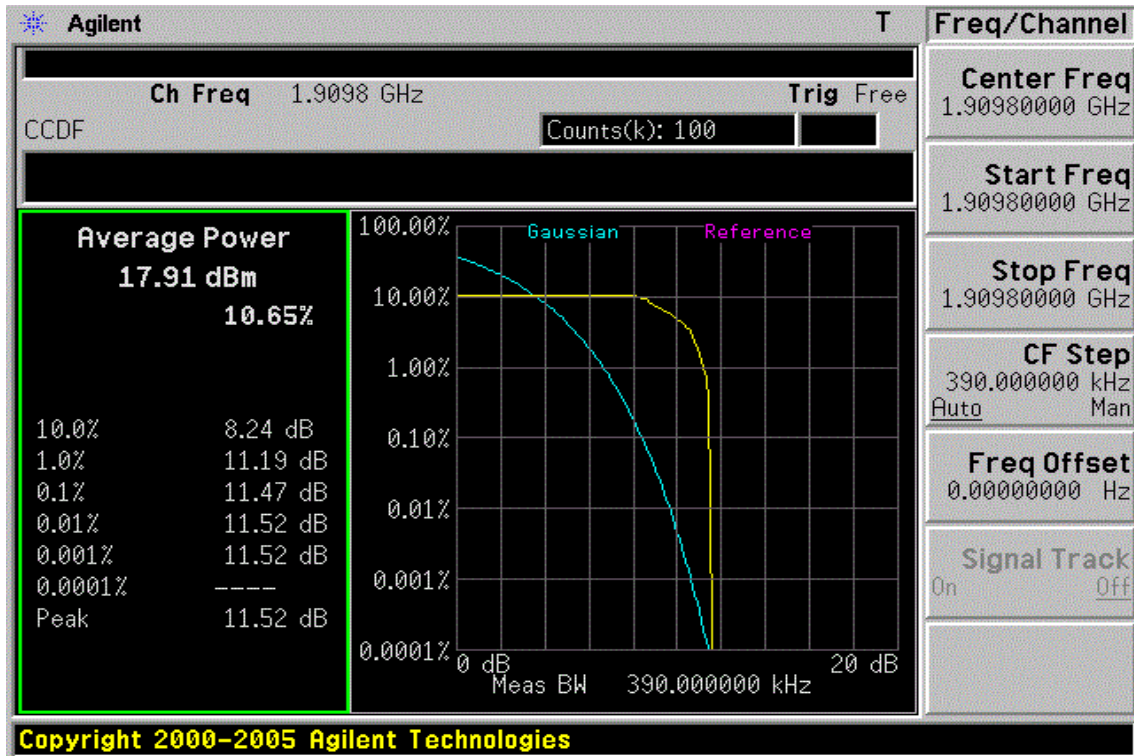 Agilent T
Ch Freq 1.9098 GHz Trig Free
CCDF Counts(k): 100
Average Power
17.91 dBm
10.65%
10.0% 8.24 dB
1.0% 11.19 dB
0.1% 11.47 dB
0.01% 11.52 dB
0.001% 11.52 dB
0.0001% ----
Peak 11.52 dB
Gaussian Reference
100.00%
10.00%
1.00%
0.10%
0.01%
0.001%
0.0001%
0 dB 20 dB
Meas BW 390.000000 kHz
Freq/Channel
Center Freq
1.90980000 GHz
Start Freq
1.90980000 GHz
Stop Freq
1.90980000 GHz
CF Step
390.000000 kHz
Auto Man
Freq Offset
0.00000000 Hz
Signal Track
On Off
Copyright 2000-2005 Agilent Technologies